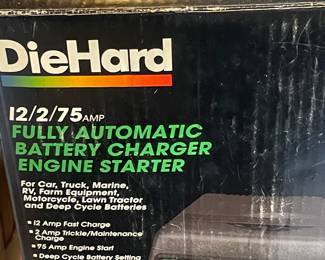 DieHard
12/2/75 AMP
FULLY AUTOMATIC
BATTERY CHARGER
ENGINE STARTER
For Car, Truck, Marine,
RV, Farm Equipment,
Motorcycle, Lawn Tractor
and Deep Cycle Batteries
• 12 Amp Fast Charge
• 2 Amp Trickle/Maintenance
Charge
• 75 Amp Engine Start
• Deep Cycle Battery Setting